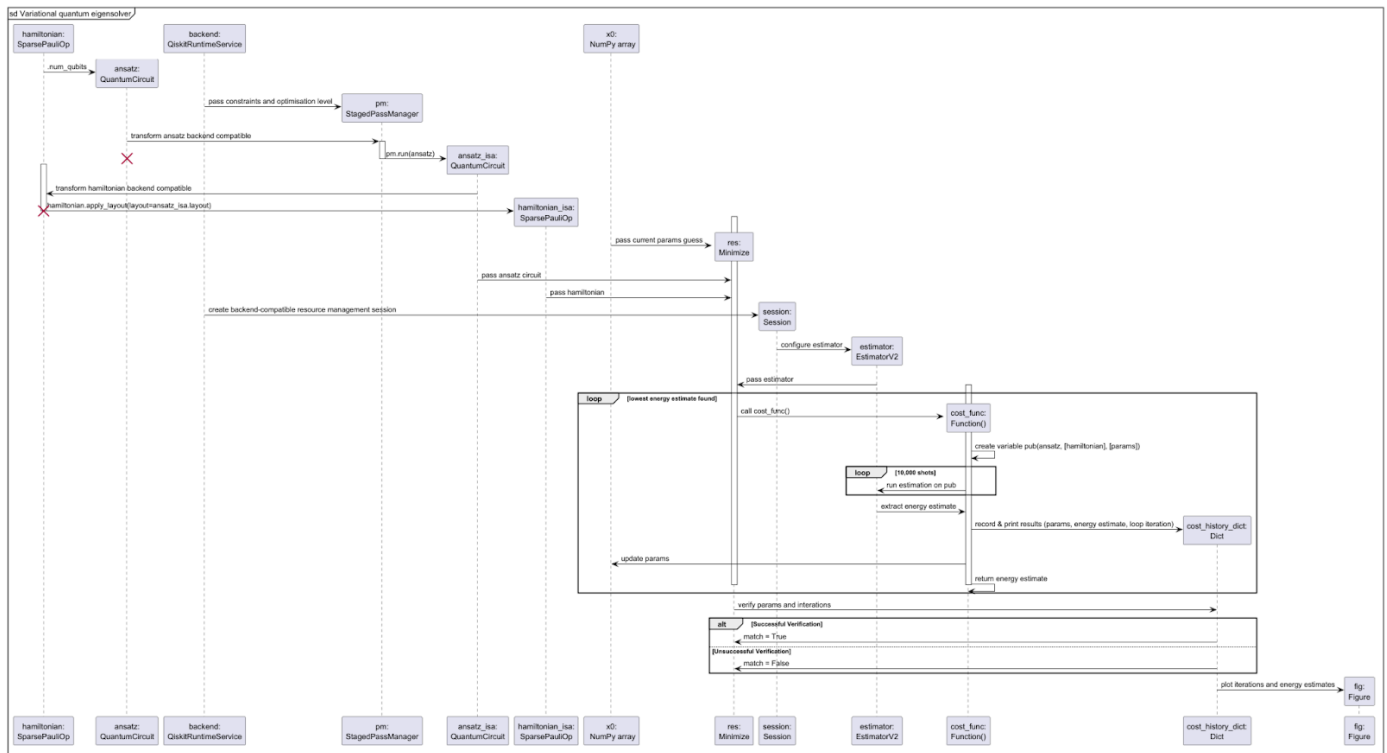 sd Variational quantum eigensolver
hamiltonian:
SparsePauliOp
backend:
QiskitRuntimeService
x0:
NumPy array
.num_qubits
ansatz:
QuantumCircuit
pass constraints and optimisation level
pm:
StagedPassManager
transform ansatz backend compatible
pm.run(ansatz)
ansatz_isa:
QuantumCircuit
transform hamiltonian backend compatible
hamiltonian.apply_layout(layout=ansatz_isa.layout)
hamiltonian_isa:
SparsePauliOp
pass current params guess
res:
Minimize
pass ansatz circuit
pass hamiltonian
create backend-compatible resource management session
session:
Session
configure estimator
estimator:
EstimatorV2
pass estimator
loop
[lowest energy estimate found]
call cost_func()
cost_func:
Function()
create variable pub(ansatz, [hamiltonian], [params])
loop
[10,000 shots]
run estimation on pub
extract energy estimate
record & print results (params, energy estimate, loop iteration)
cost_history_dict:
Dict
update params
return energy estimate
verify params and interations
alt
[Successful Verification]
match = True
[Unsuccessful Verification]
match = False
plot iterations and energy estimates
fig:
Figure
hamiltonian:
SparsePauliOp
ansatz:
QuantumCircuit
backend:
QiskitRuntimeService
pm:
StagedPassManager
ansatz_isa:
QuantumCircuit
hamiltonian_isa:
SparsePauliOp
x0:
NumPy array
res:
Minimize
session:
Session
estimator:
EstimatorV2
cost_func:
Function()
cost_history_dict:
Dict
fig:
Figure